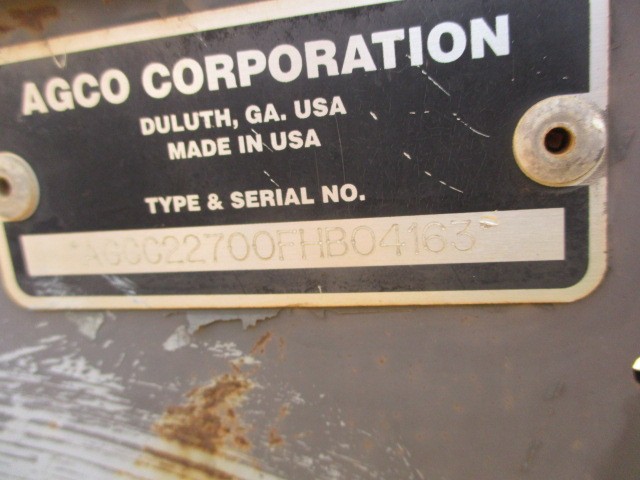 AGCO CORPORATION
DULUTH, GA. USA
MADE IN USA
TYPE & SERIAL NO.
*AGCC22700FHB04163*